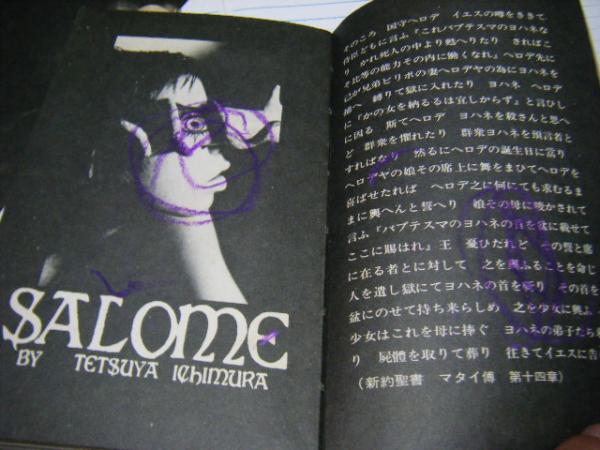 SALOME
BY TETSUYA ICHIMURA
そのころ 国守ヘロデ イエスの噂をききて
侍臣どもに言ふ『これバプテスマのヨハネな
り かれ死人の中より甦へりたり さればこ
そ此等の能力その内に働くなれ』ヘロデ先に
己が兄弟ピリポの妻ヘロデヤの為にヨハネを
捕へ 縛りて獄に入れたり ヨハネ ヘロデ
に『かの女を納るるは宜しからず』と言ひし
に因る 斯てヘロデ ヨハネを殺さんと思へ
ど 群衆を懼れたり 群衆ヨハネを預言者と
すればなり 然るにヘロデの誕生日に當り
ヘロデヤの娘その席上に舞をまひてヘロデを
喜ばせたれば ヘロデ之に何にても求むるま
まに興へんと誓へり 娘その母に唆かされて
言ふ『バプテスマのヨハネの首を盆に載せて
ここに賜はれ』王 憂ひたれど その誓と席
に在る者とに対して 之を興ふることを命じ
人を遣し獄にてヨハネの首を斬り その首を
盆にのせて持ち来らしめ 之を少女に興ふ
少女はこれを母に捧ぐ ヨハネの弟子たち
り 屍體を取りて葬り 往きてイエスに告
(新約聖書 マタイ傳 第十四章)